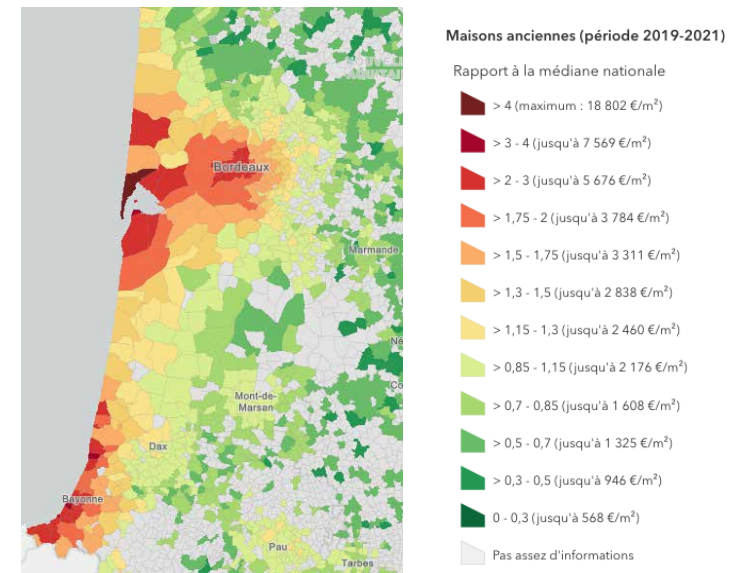 Maisons anciennes (période 2019-2021)
Rapport à la médiane nationale
> 4 (maximum : 18 802 €/m²)
> 3 - 4 (jusqu'à 7 569 €/m²)
> 2 - 3 (jusqu'à 5 676 €/m²)
> 1,75 - 2 (jusqu'à 3 784 €/m²)
> 1,5 - 1,75 (jusqu'à 3 311 €/m²)
> 1,3 - 1,5 (jusqu'à 2 838 €/m²)
> 1,15 - 1,3 (jusqu'à 2 460 €/m²)
> 0,85 - 1,15 (jusqu'à 2 176 €/m²)
> 0,7 - 0,85 (jusqu'à 1 608 €/m²)
> 0,5 - 0,7 (jusqu'à 1 325 €/m²)
> 0,3 - 0,5 (jusqu'à 946 €/m²)
0 - 0,3 (jusqu'à 568 €/m²)
Pas assez d'informations
Bordeaux
Marmande
Né
Co
Mont-de-
Marsan
Dax
Bayonne
Pau
Tarbes